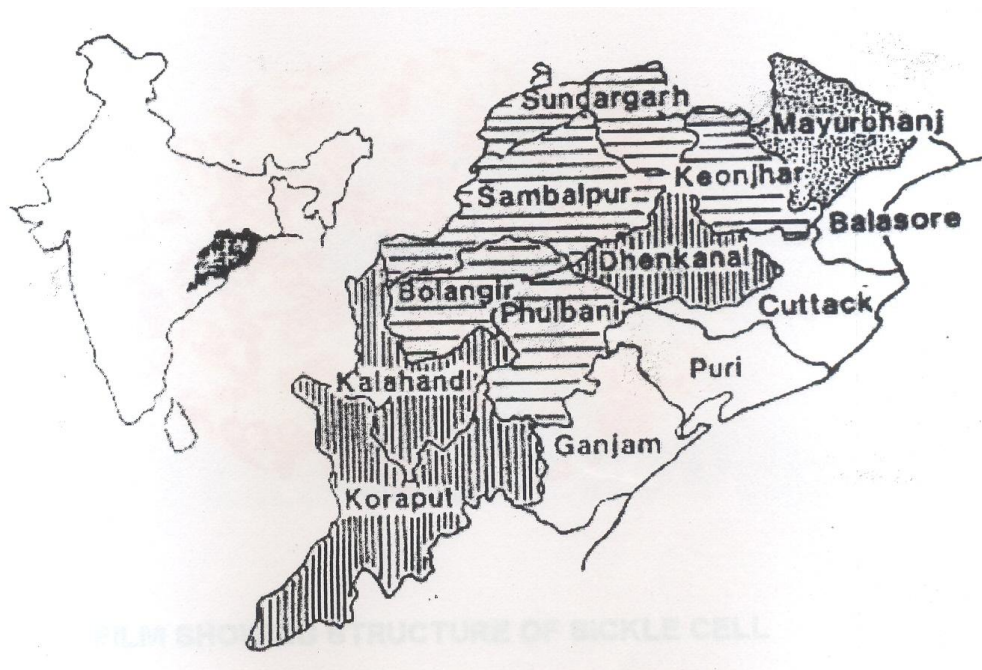 Sundargarh
Mayurbhanj
Keonjhar
Sambalpur
Balasore
Dhenkanal
Bolangir
Phulbani
Cuttack
Puri
Kalahandi
Ganjam
Koraput
FILM SHOWING STRUCTURE OF SICKLE CELL